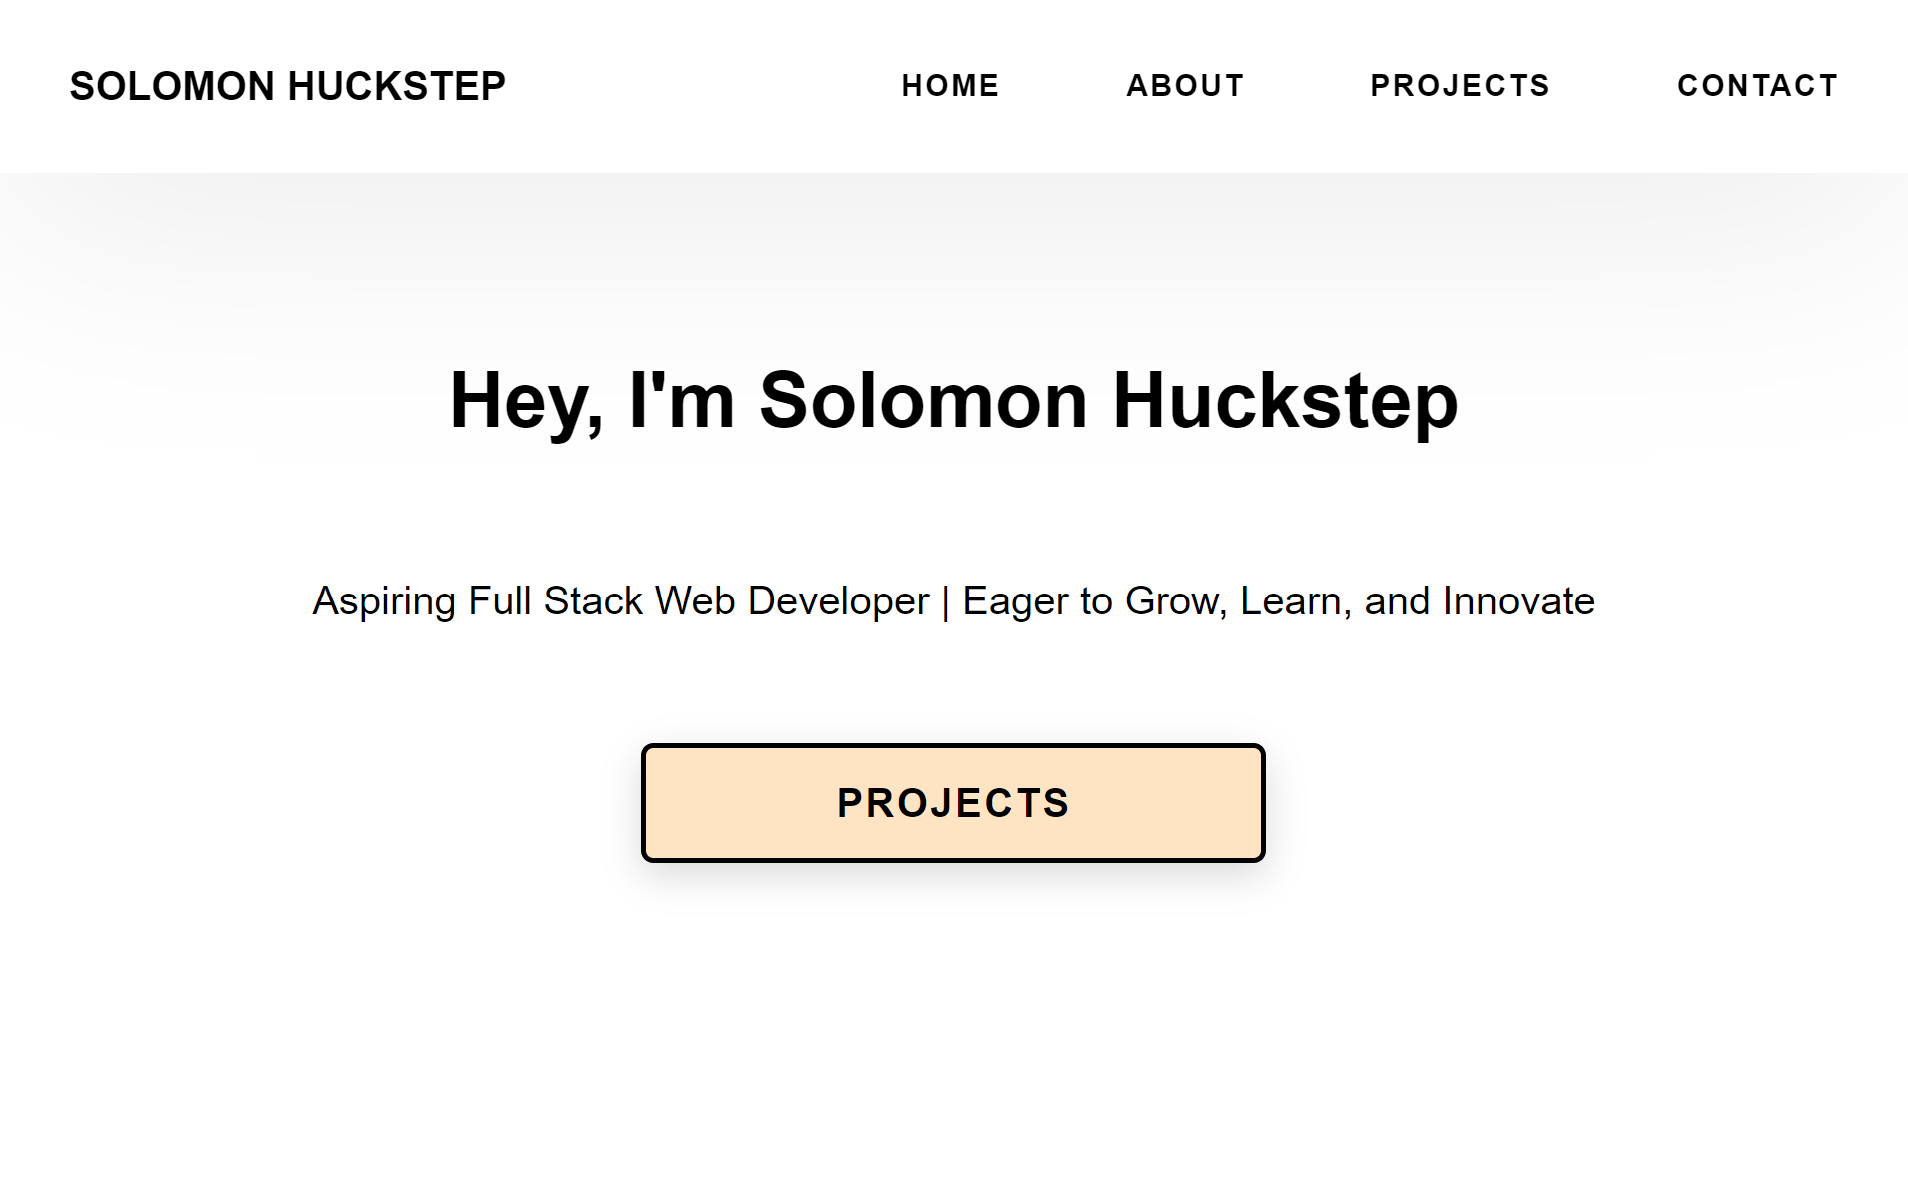 SOLOMON HUCKSTEP
HOME
ABOUT
PROJECTS
CONTACT
Hey, I'm Solomon Huckstep
Aspiring Full Stack Web Developer | Eager to Grow, Learn, and Innovate
PROJECTS